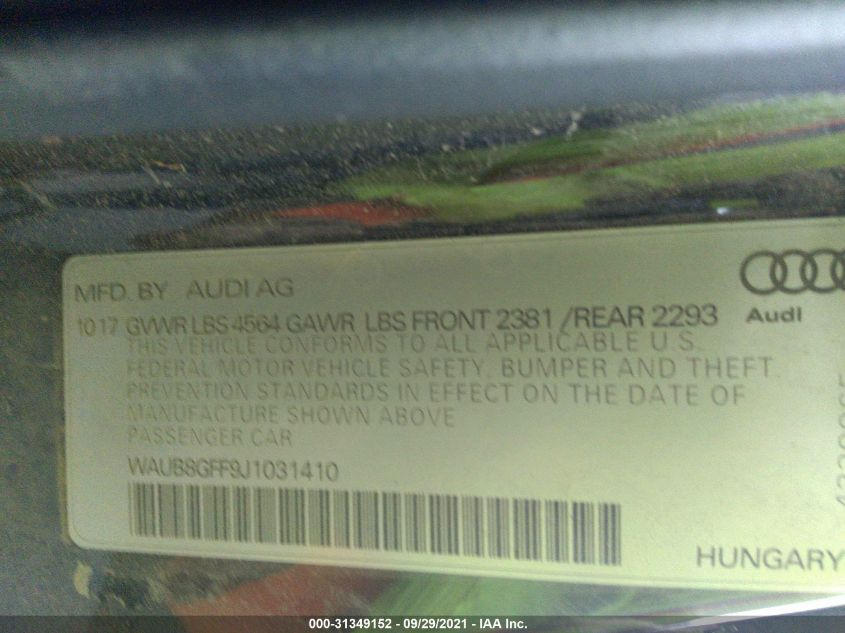 MFD. BY AUDI AG
10 17 GVWR LBS 4564 GAWR LBS FRONT 2381 /REAR 2293
Audi
THIS VEHICLE CONFORMS TO ALL APPLICABLE U.S.
FEDERAL MOTOR VEHICLE SAFETY, BUMPER AND THEFT
PREVENTION STANDARDS IN EFFECT ON THE DATE OF
MANUFACTURE SHOWN ABOVE
PASSENGER CAR
WAUB8GFF9J1031410
HUNGARY
000-31349152 - 09/29/2021 - IAA Inc.